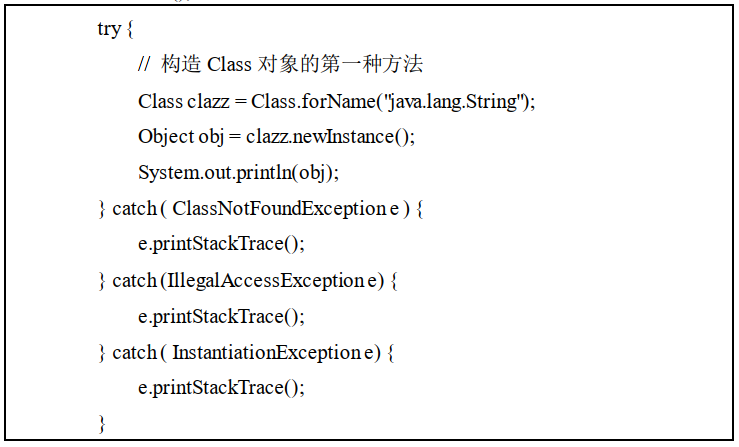 try {
// 构造 Class 对象的第一种方法
Class clazz = Class.forName("java.lang.String");
Object obj = clazz.newInstance();
System.out.println(obj);
} catch ( ClassNotFoundException e ) {
e.printStackTrace();
} catch (IllegalAccessException e) {
e.printStackTrace();
} catch ( InstantiationException e) {
e.printStackTrace();
}